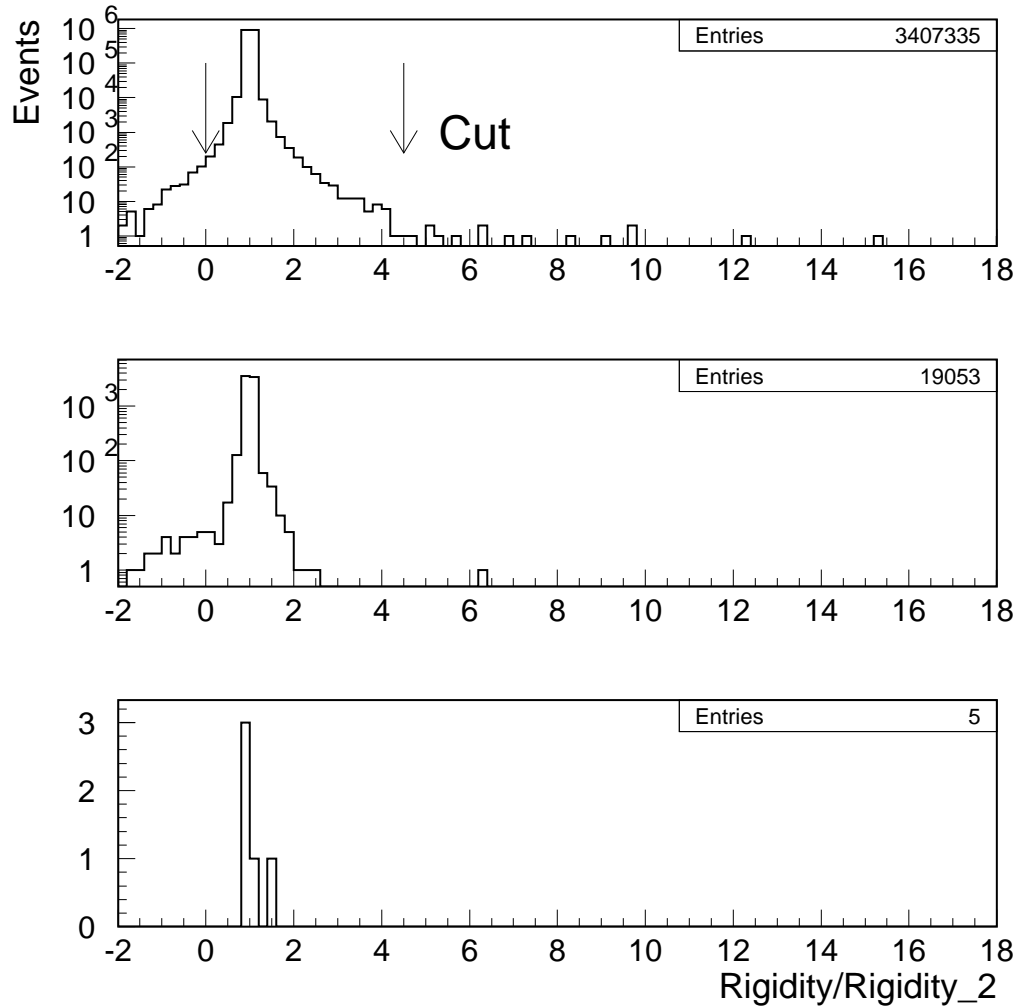 Events
10 6
10 5
10 4
10 3
10 2
10
1
Entries 3407335
Cut
-2 0 2 4 6 8 10 12 14 16 18
10 3
10 2
10
1
Entries 19053
-2 0 2 4 6 8 10 12 14 16 18
3
2
1
0
Entries 5
-2 0 2 4 6 8 10 12 14 16 18
Rigidity/Rigidity_2